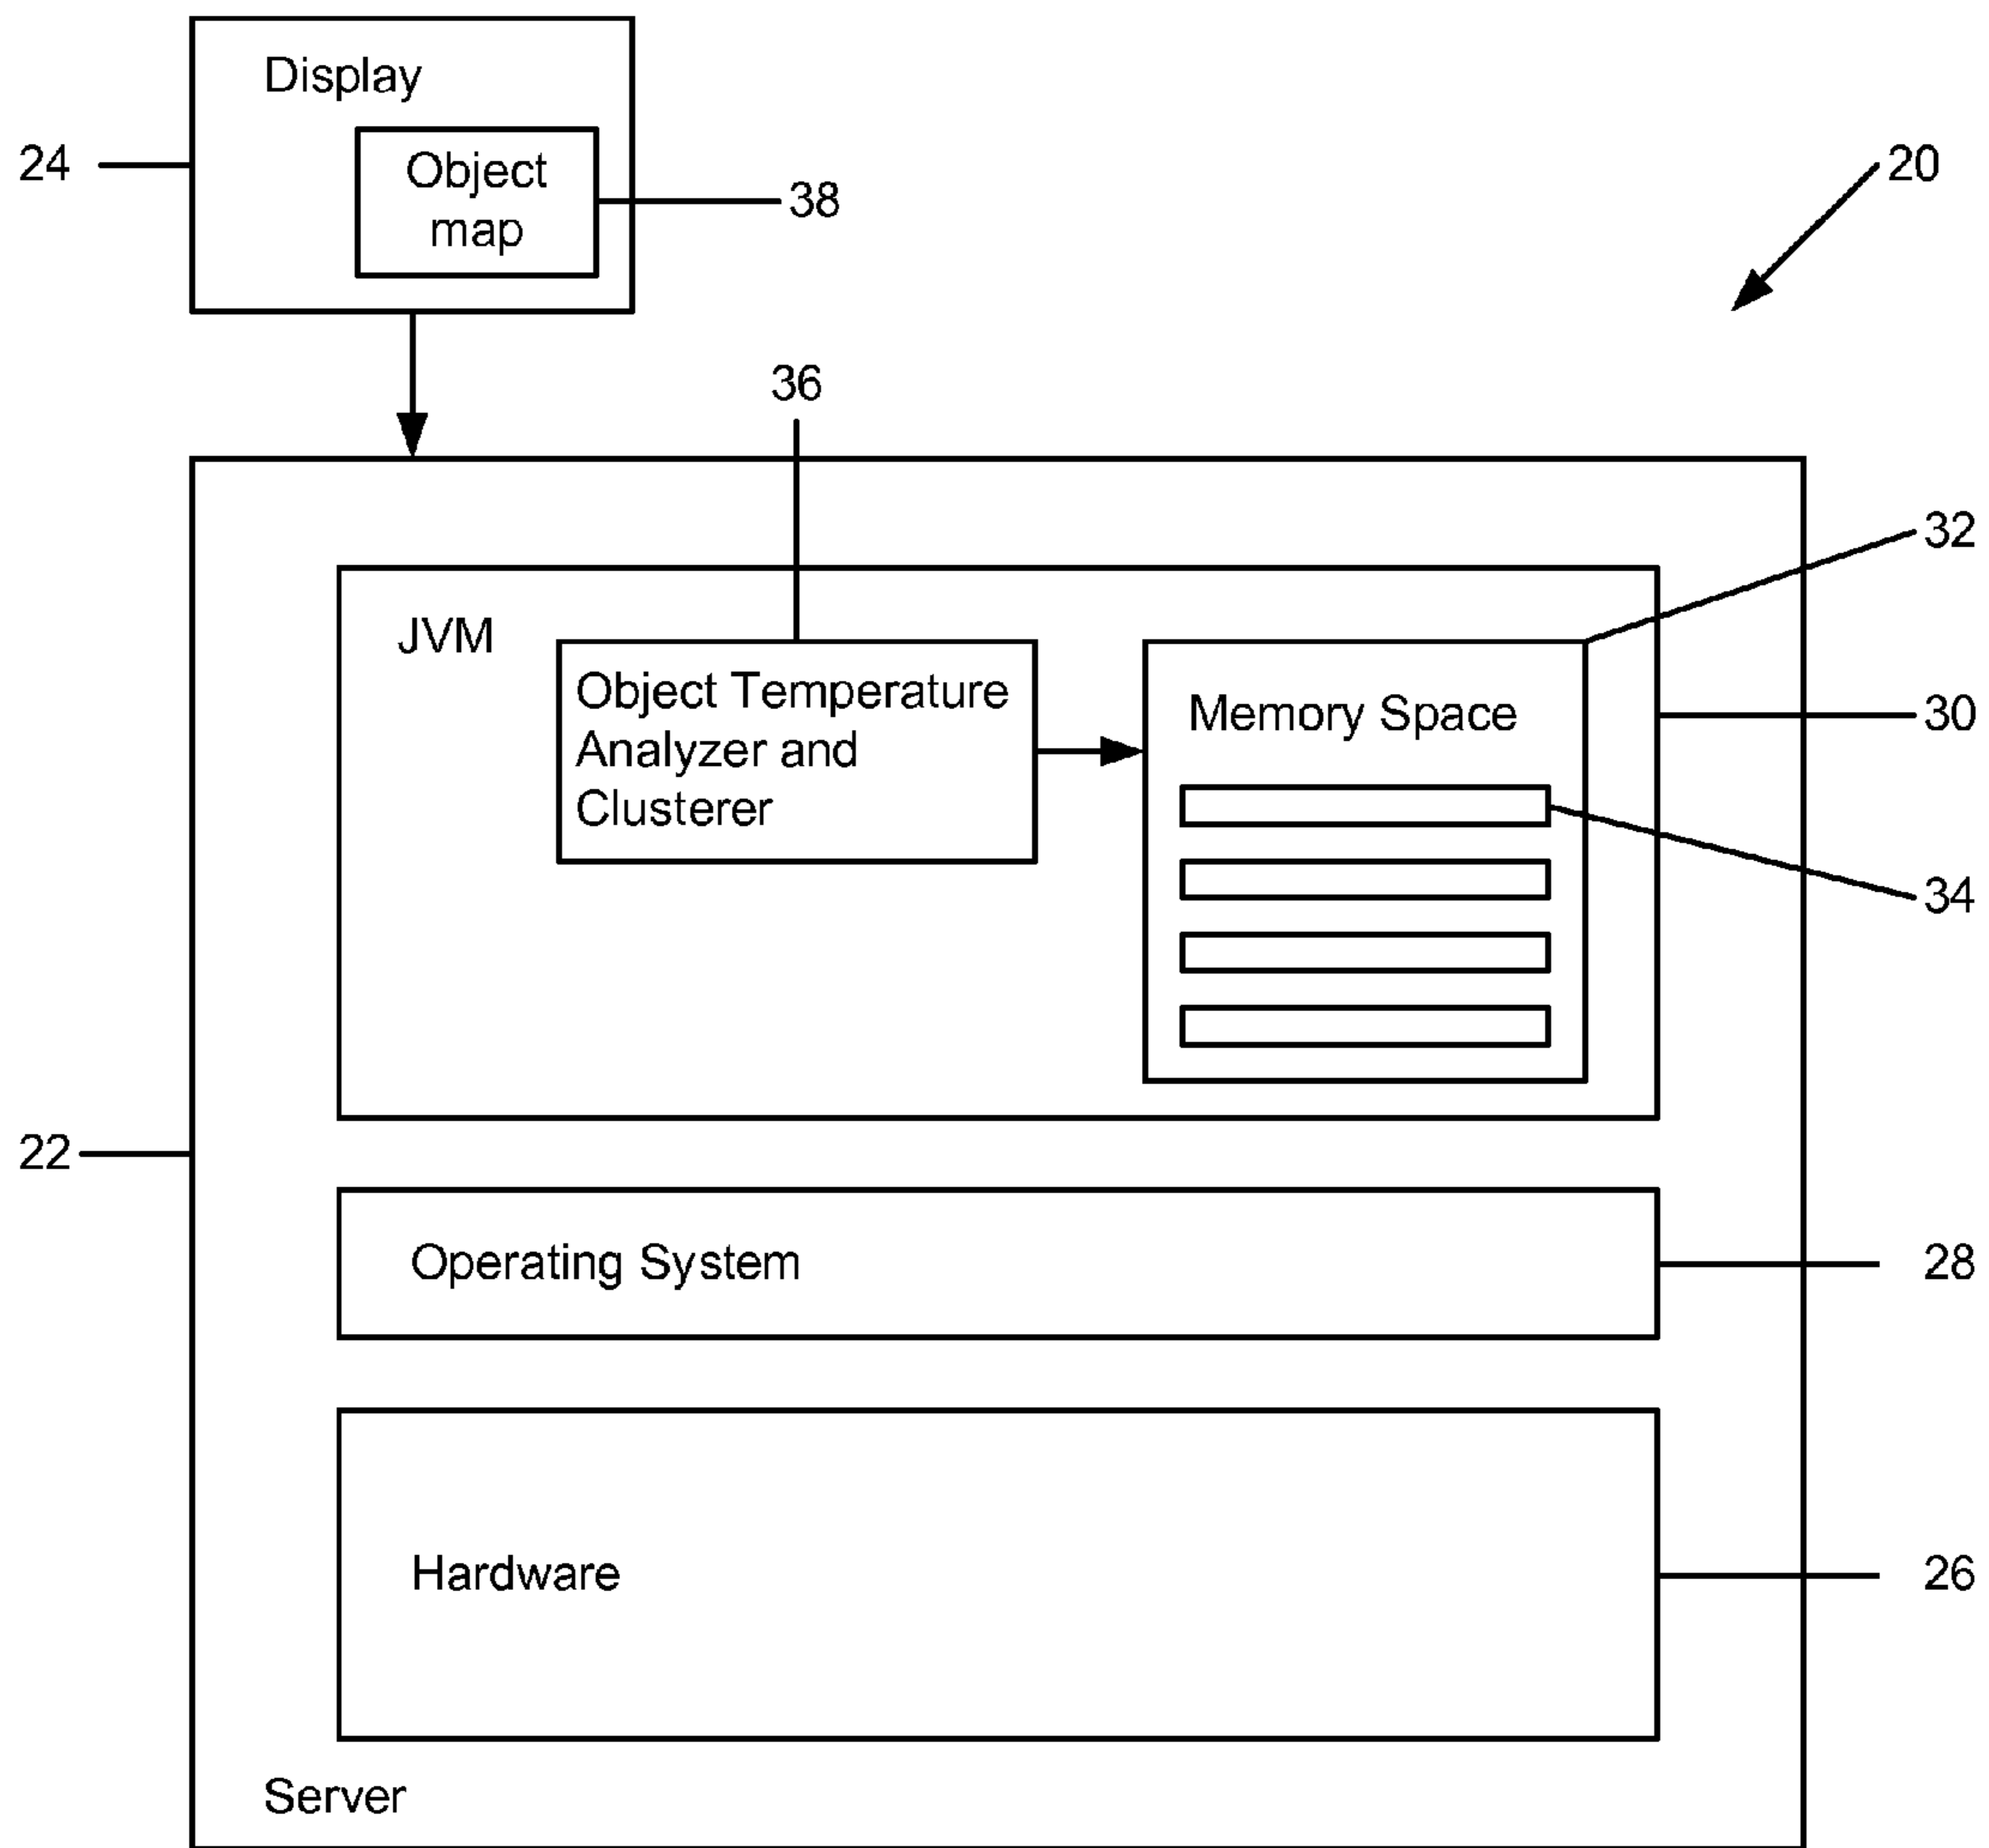 Display
24
Object
map
38
20
36
32
JVM
Object Temperature
Analyzer and
Clusterer
Memory Space
30
34
22
Operating System
28
Hardware
26
Server